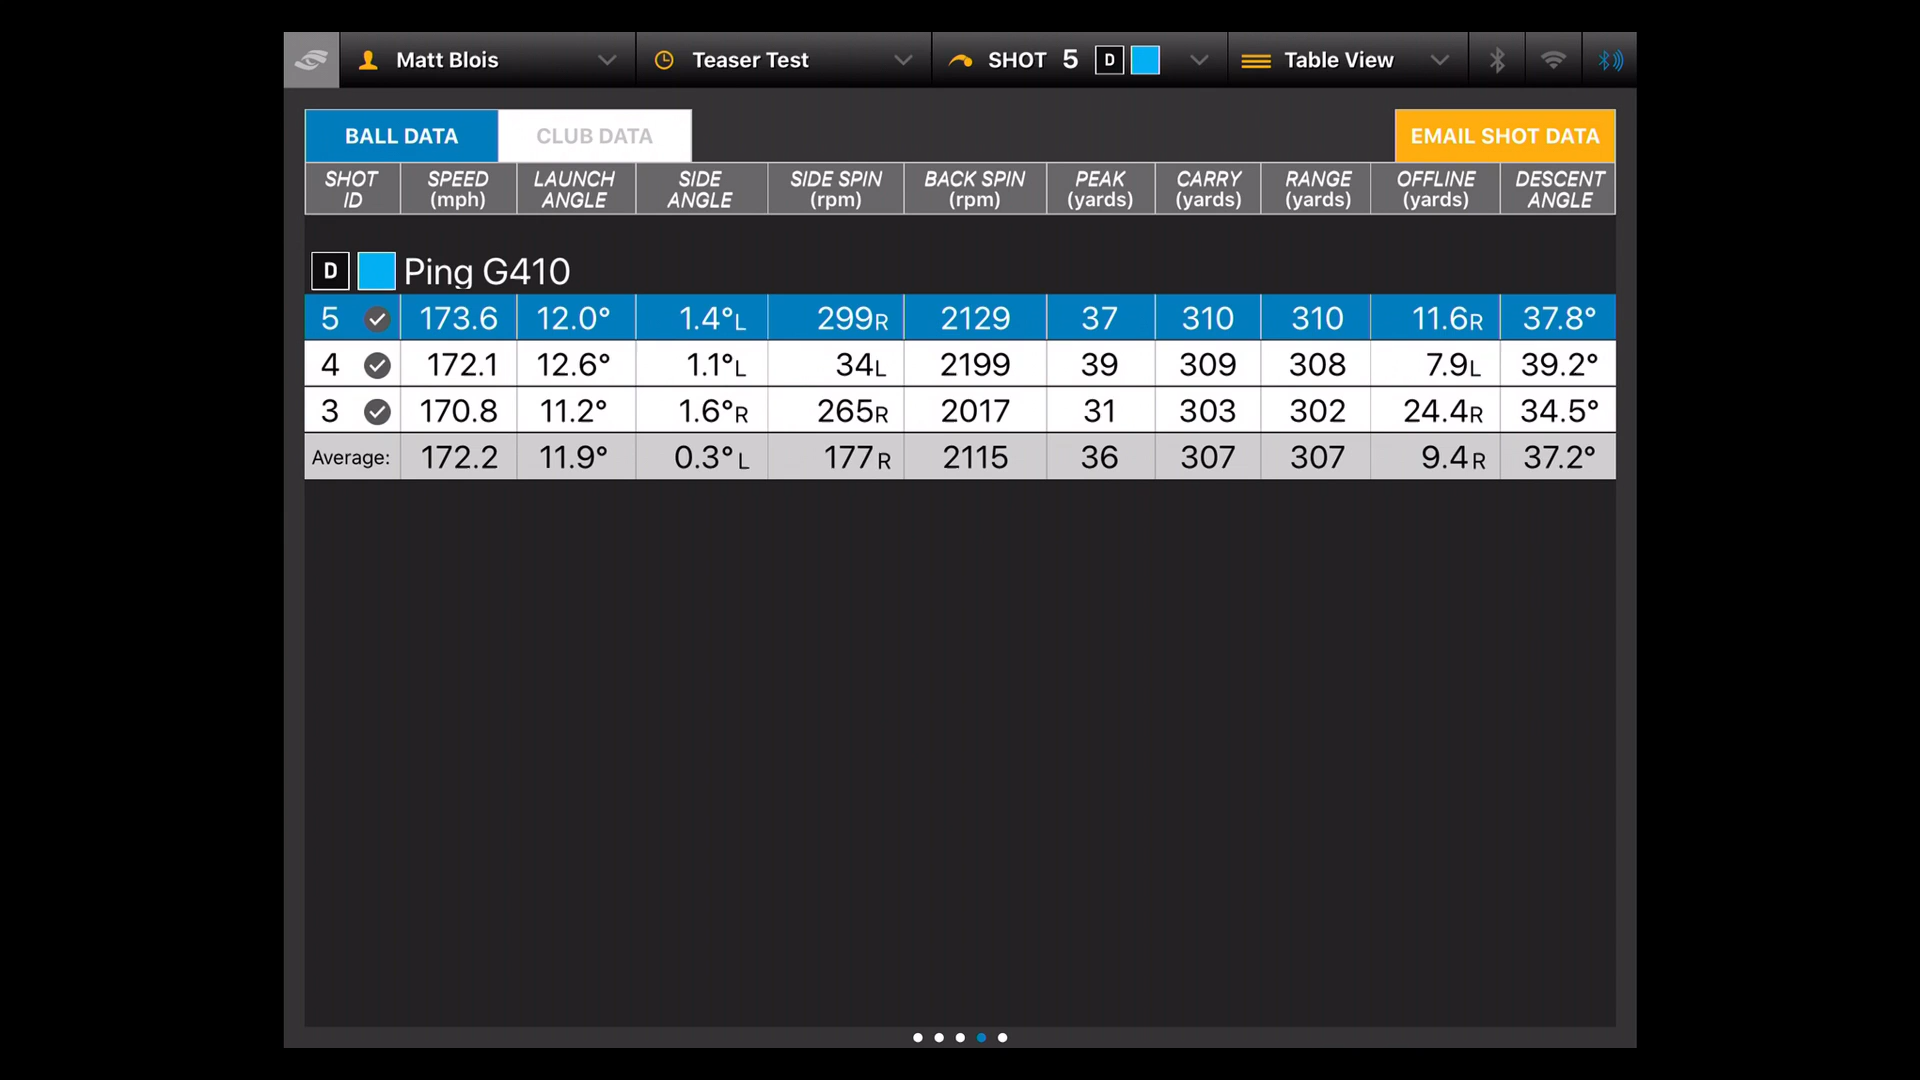 Matt Blois Teaser Test SHOT 5 D Table View
BALL DATA CLUB DATA EMAIL SHOT DATA
SHOT ID SPEED (mph) LAUNCH ANGLE SIDE ANGLE SIDE SPIN (rpm) BACK SPIN (rpm) PEAK (yards) CARRY (yards) RANGE (yards) OFFLINE (yards) DESCENT ANGLE
D Ping G410
5 173.6 12.0° 1.4°L 299R 2129 37 310 310 11.6R 37.8°
4 172.1 12.6° 1.1°L 34L 2199 39 309 308 7.9L 39.2°
3 170.8 11.2° 1.6°R 265R 2017 31 303 302 24.4R 34.5°
Average: 172.2 11.9° 0.3°L 177R 2115 36 307 307 9.4R 37.2°